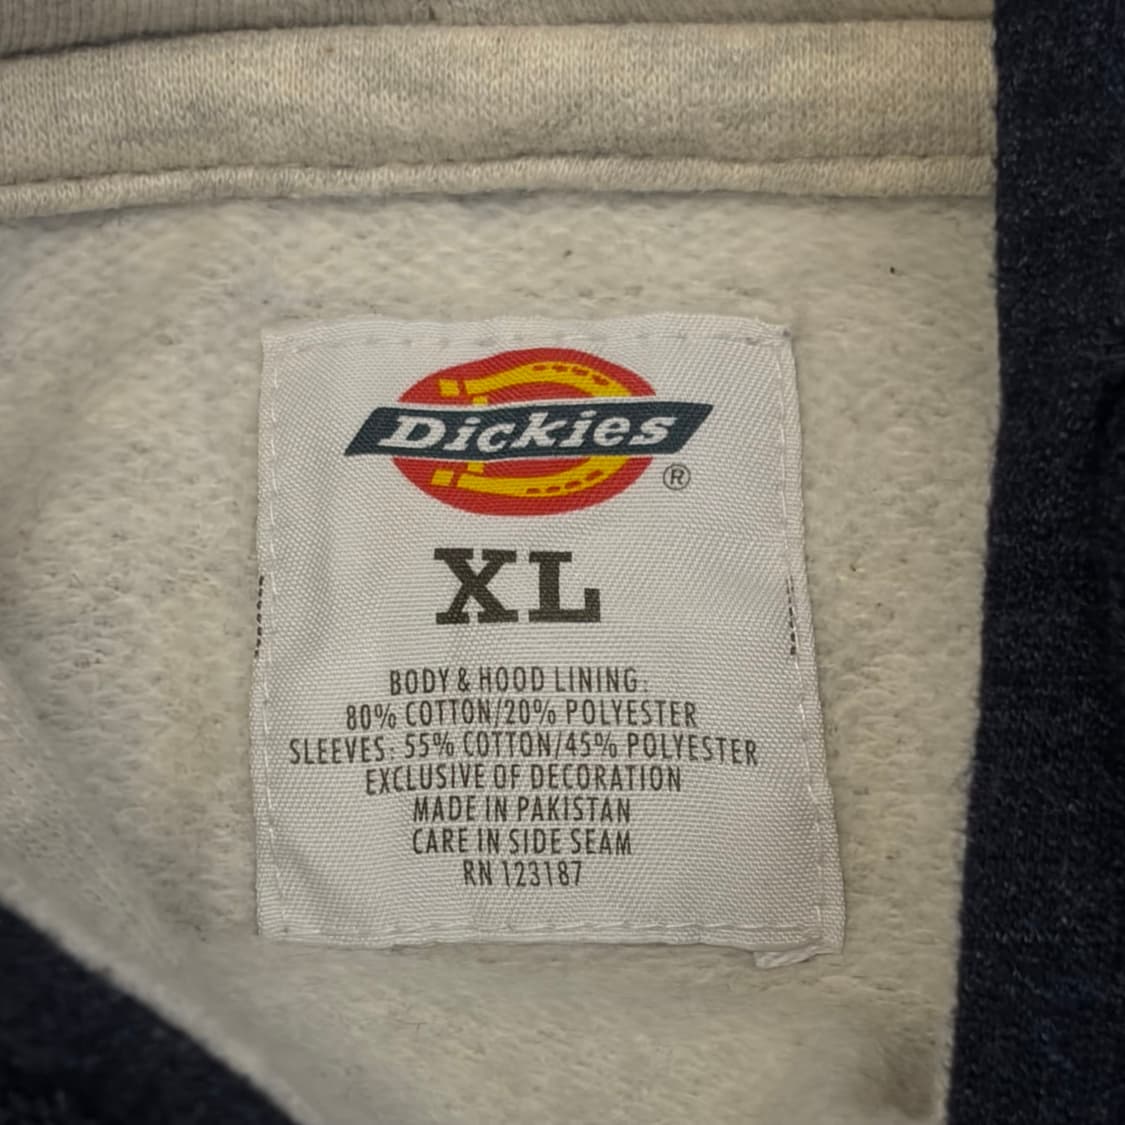 Dickies
®
XL
BODY & HOOD LINING:
80% COTTON/20% POLYESTER
SLEEVES: 55% COTTON/45% POLYESTER
EXCLUSIVE OF DECORATION
MADE IN PAKISTAN
CARE IN SIDE SEAM
RN 123187